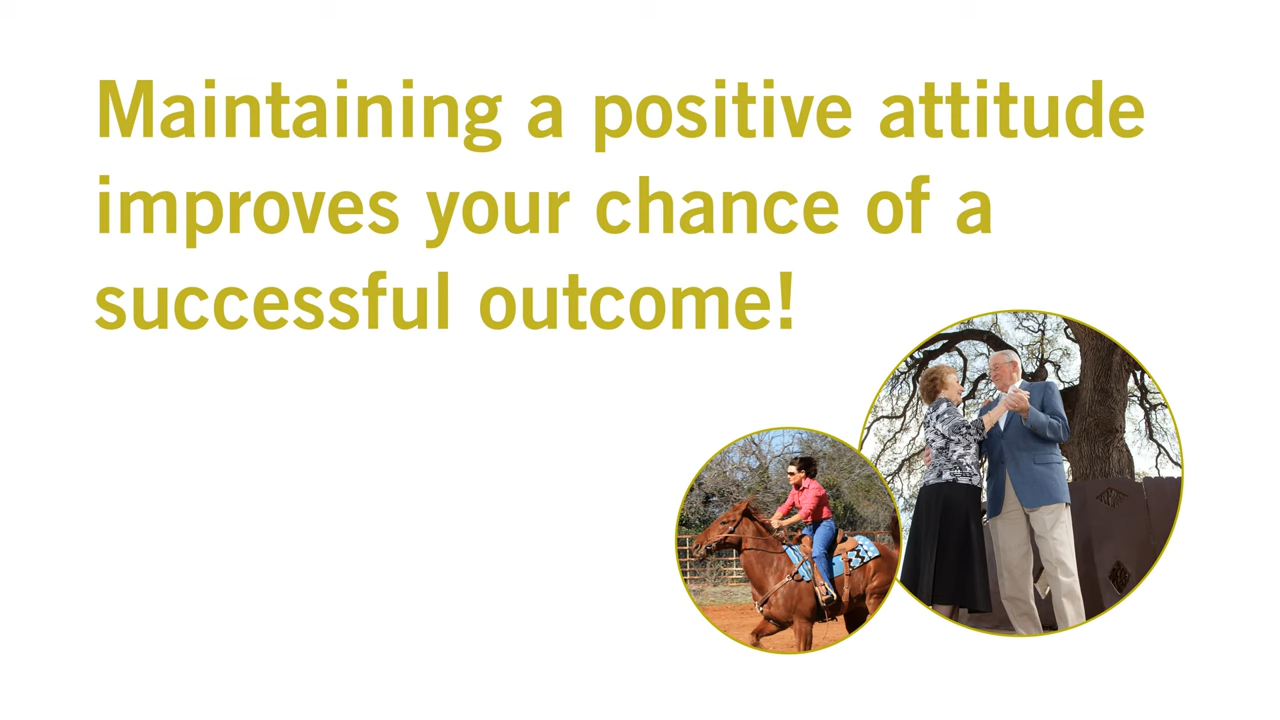 Maintaining a positive attitude
improves your chance of a
successful outcome!